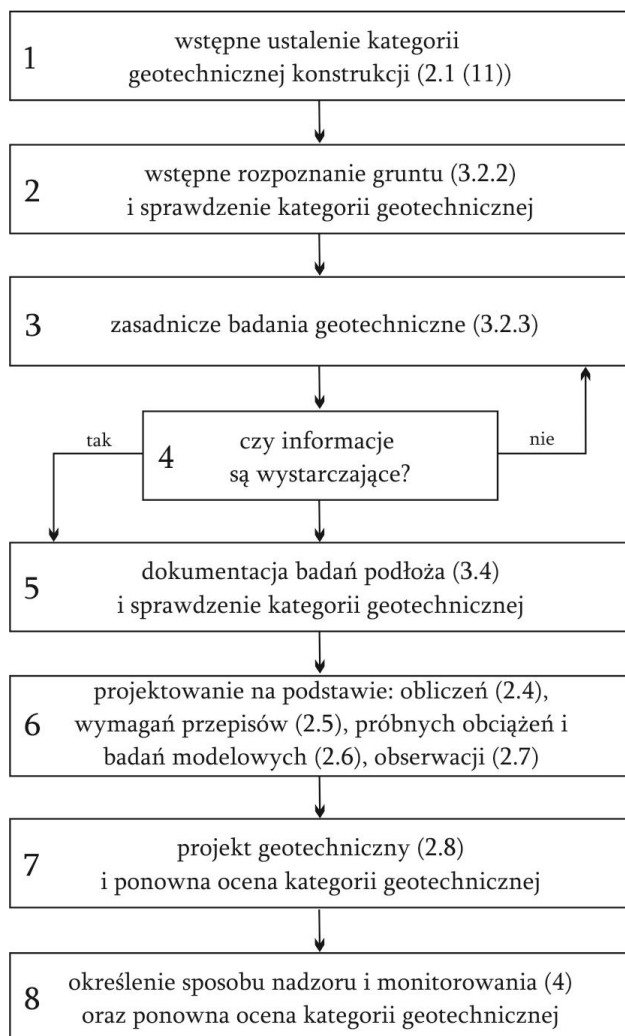 1
wstępne ustalenie kategorii
geotechnicznej konstrukcji (2.1 (11))
2
wstępne rozpoznanie gruntu (3.2.2)
i sprawdzenie kategorii geotechnicznej
3
zasadnicze badania geotechniczne (3.2.3)
tak
4
czy informacje
są wystarczające?
nie
5
dokumentacja badań podłoża (3.4)
i sprawdzenie kategorii geotechnicznej
6
projektowanie na podstawie: obliczeń (2.4),
wymagań przepisów (2.5), próbnych obciążeń i
badań modelowych (2.6), obserwacji (2.7)
7
projekt geotechniczny (2.8)
i ponowna ocena kategorii geotechnicznej
8
określenie sposobu nadzoru i monitorowania (4)
oraz ponowna ocena kategorii geotechnicznej